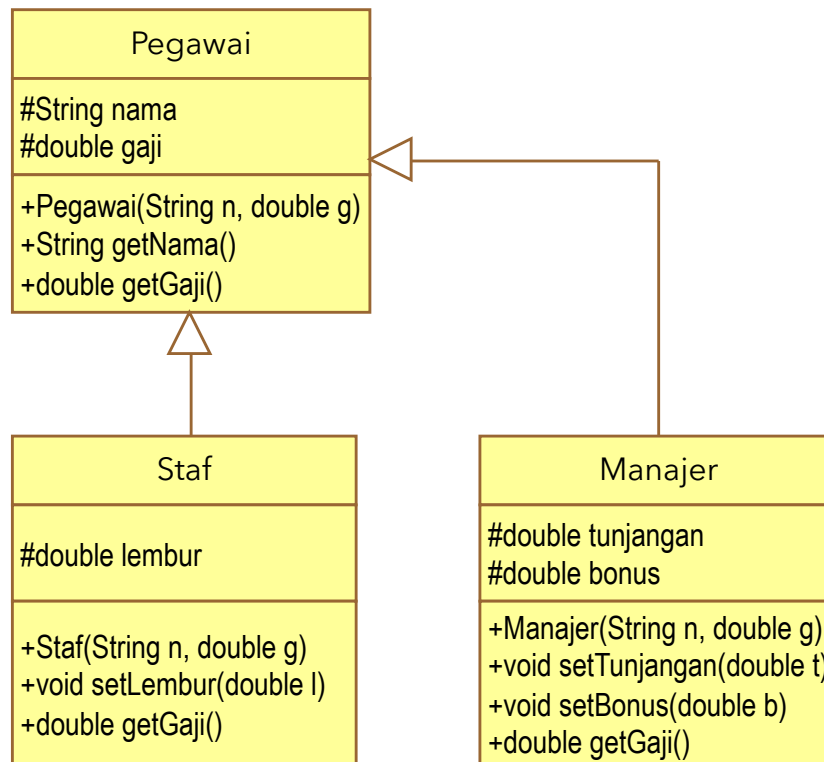 Pegawai
#String nama
#double gaji
+Pegawai(String n, double g)
+String getNama()
+double getGaji()
Staf
#double lembur
+Staf(String n, double g)
+void setLembur(double l)
+double getGaji()
Manajer
#double tunjangan
#double bonus
+Manajer(String n, double g)
+void setTunjangan(double t)
+void setBonus(double b)
+double getGaji()